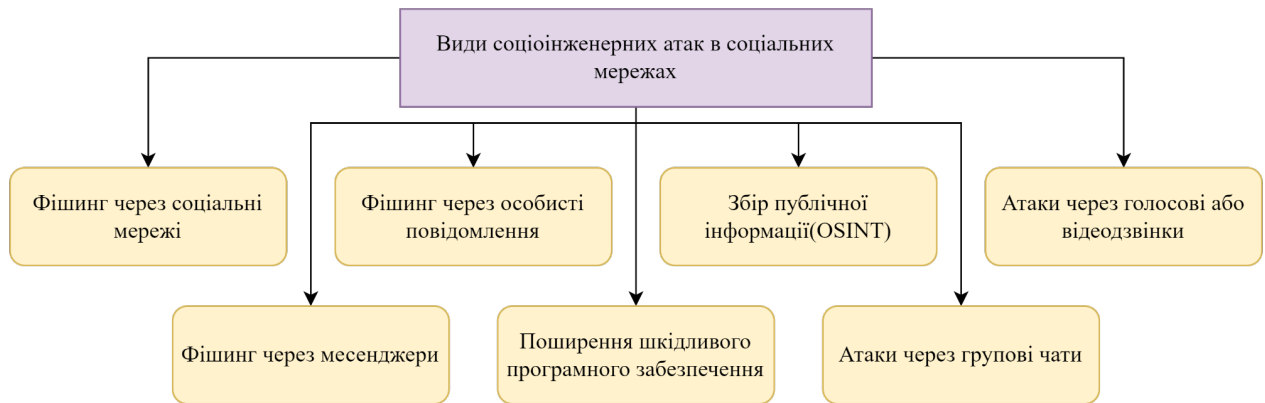 Види соціоінженерних атак в соціальних
мережах
Фішинг через соціальні
мережі
Фішинг через особисті
повідомлення
Збір публічної
інформації(OSINT)
Атаки через голосові або
відеодзвінки
Фішинг через месенджери
Поширення шкідливого
програмного забезпечення
Атаки через групові чати